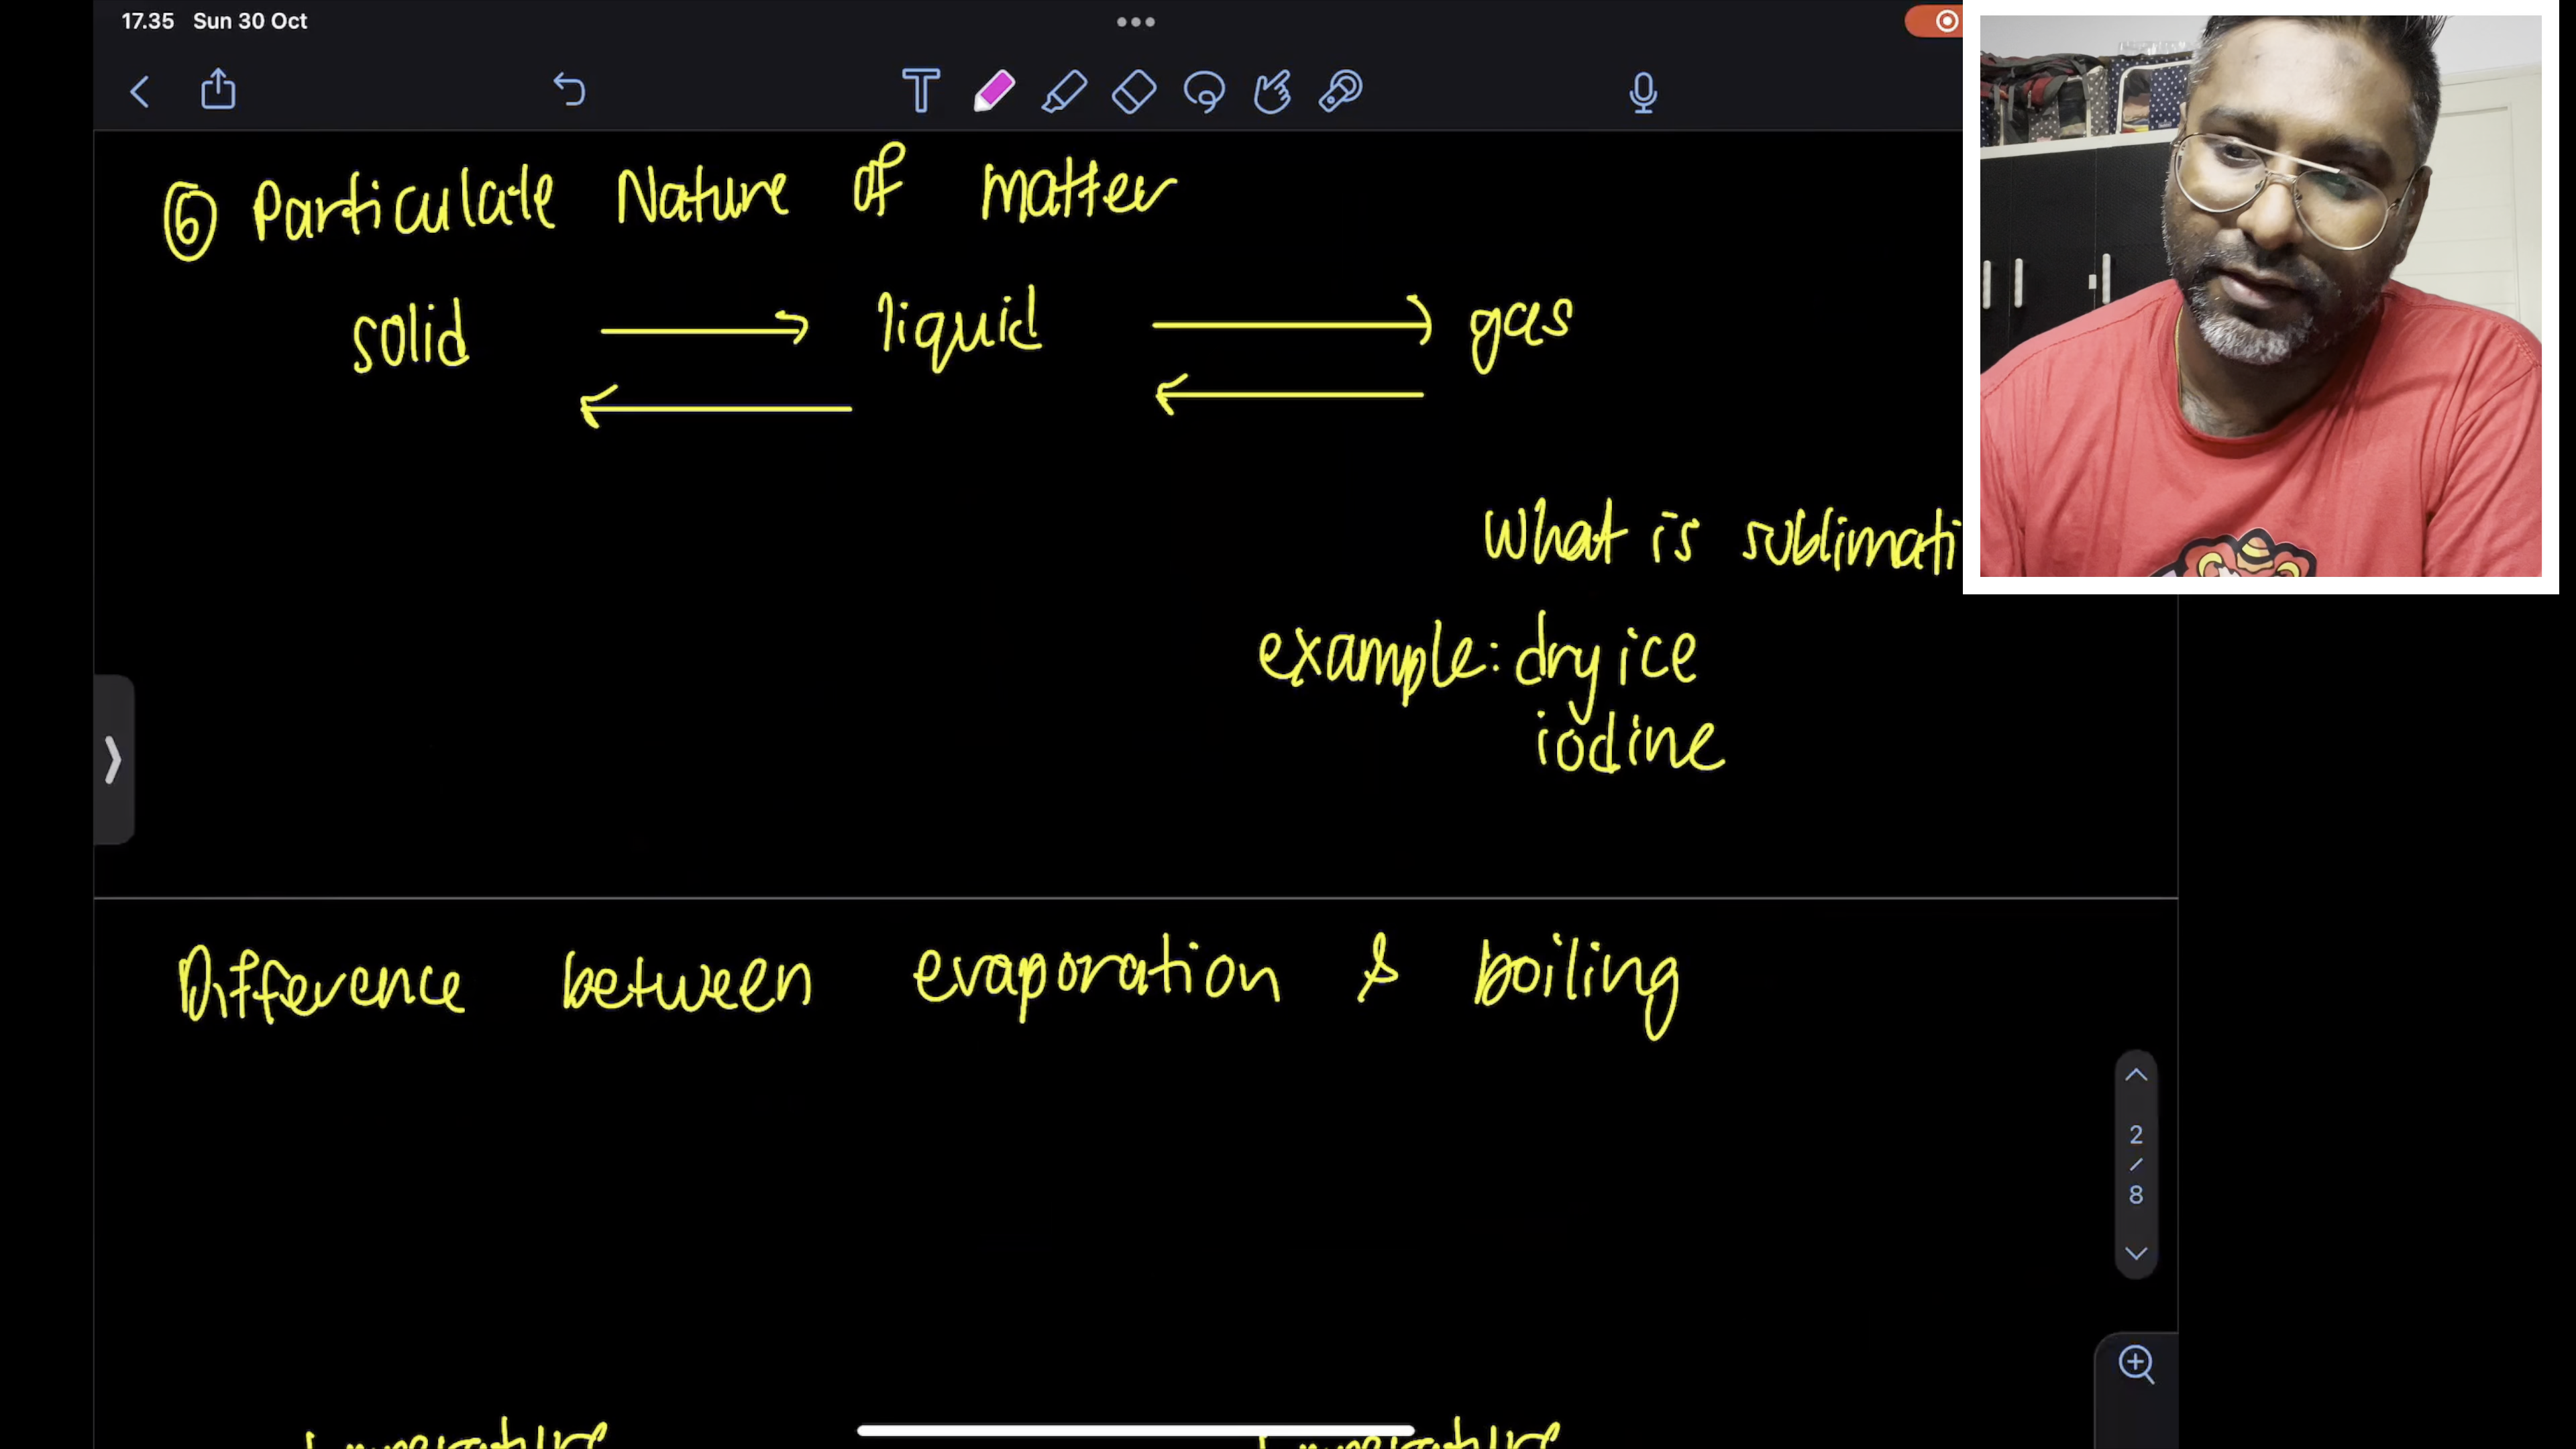 17.35 Sun 30 Oct
T
⑥ Particulate Nature of matter
solid → liquid → gas
← ←
What is sublimati
example: dry ice
iodine
Difference between evaporation & boiling
2
/
8